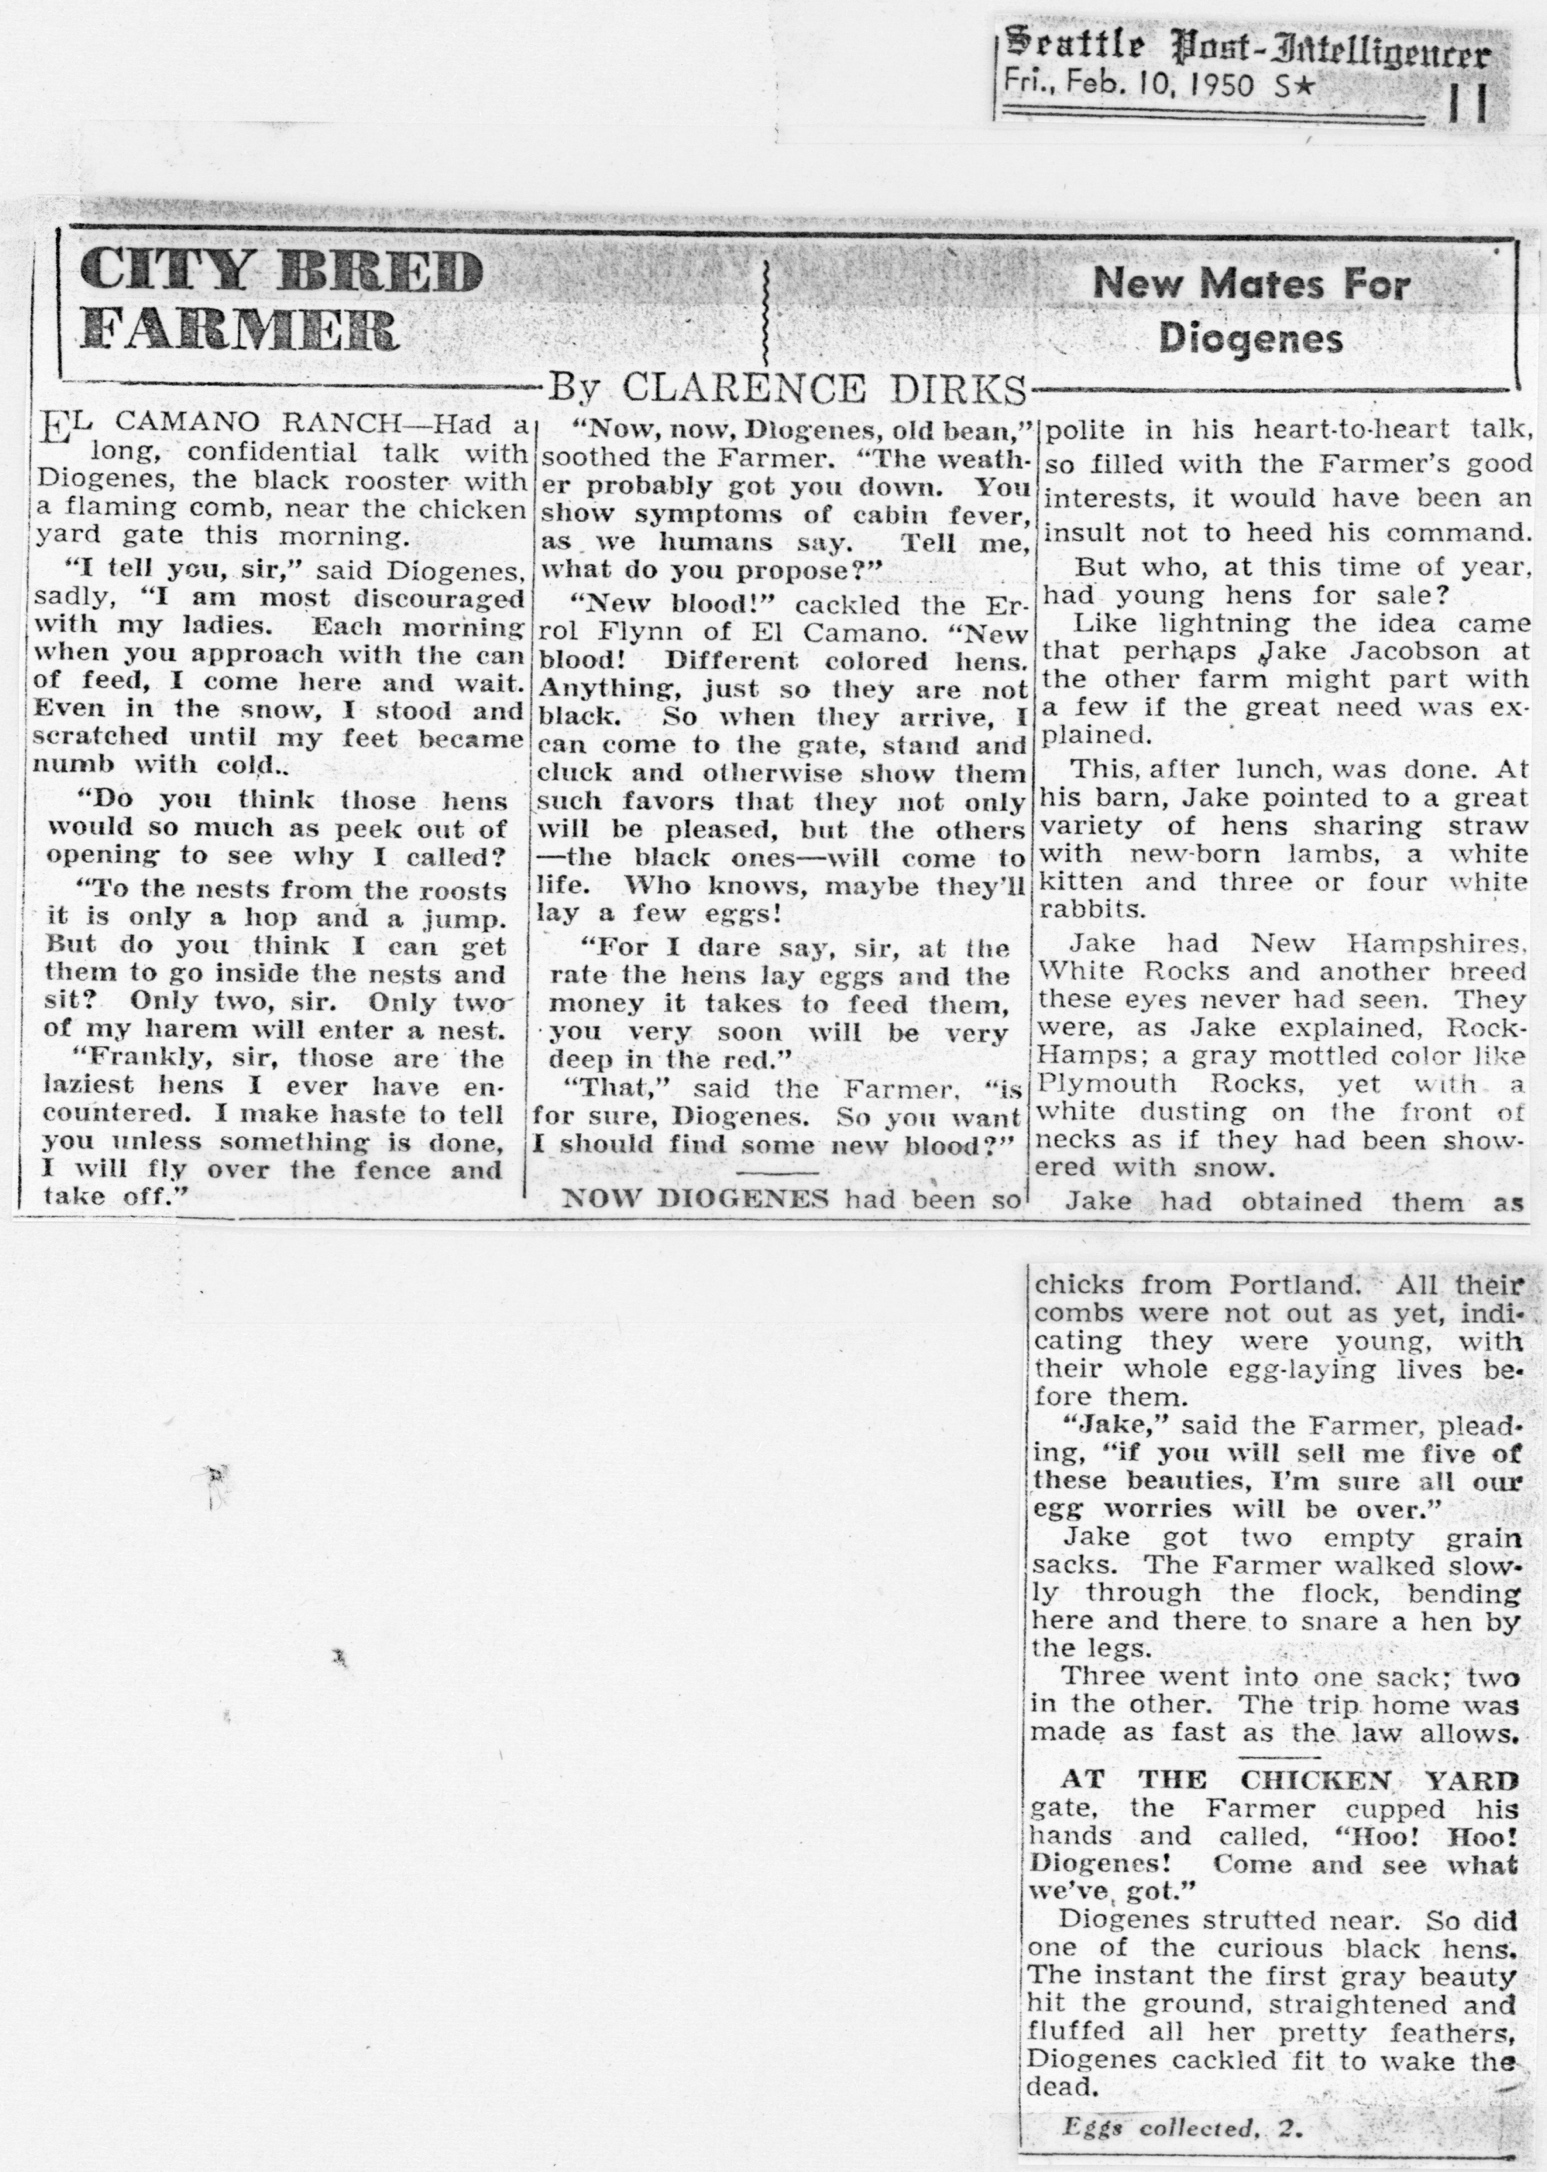 Seattle Post-Intelligencer
Fri., Feb. 10, 1950 S★ 11
CITY BRED
FARMER
New Mates For
Diogenes
By CLARENCE DIRKS
EL CAMANO RANCH—Had a
long, confidential talk with
Diogenes, the black rooster with
a flaming comb, near the chicken
yard gate this morning.
“I tell you, sir,” said Diogenes,
sadly, “I am most discouraged
with my ladies. Each morning
when you approach with the can
of feed, I come here and wait.
Even in the snow, I stood and
scratched until my feet became
numb with cold..
“Do you think those hens
would so much as peek out of
opening to see why I called?
“To the nests from the roosts
it is only a hop and a jump.
But do you think I can get
them to go inside the nests and
sit? Only two, sir. Only two
of my harem will enter a nest.
“Frankly, sir, those are the
laziest hens I ever have en-
countered. I make haste to tell
you unless something is done,
I will fly over the fence and
take off.”
“Now, now, Diogenes, old bean,”
soothed the Farmer. “The weath-
er probably got you down. You
show symptoms of cabin fever,
as we humans say. Tell me,
what do you propose?”
“New blood!” cackled the Er-
rol Flynn of El Camano. “New
blood! Different colored hens.
Anything, just so they are not
black. So when they arrive, I
can come to the gate, stand and
cluck and otherwise show them
such favors that they not only
will be pleased, but the others
—the black ones—will come to
life. Who knows, maybe they’ll
lay a few eggs!
“For I dare say, sir, at the
rate the hens lay eggs and the
money it takes to feed them,
you very soon will be very
deep in the red.”
“That,” said the Farmer, “is
for sure, Diogenes. So you want
I should find some new blood?”
NOW DIOGENES had been so
polite in his heart-to-heart talk,
so filled with the Farmer’s good
interests, it would have been an
insult not to heed his command.
But who, at this time of year,
had young hens for sale?
Like lightning the idea came
that perhaps Jake Jacobson at
the other farm might part with
a few if the great need was ex-
plained.
This, after lunch, was done. At
his barn, Jake pointed to a great
variety of hens sharing straw
with new-born lambs, a white
kitten and three or four white
rabbits.
Jake had New Hampshires,
White Rocks and another breed
these eyes never had seen. They
were, as Jake explained, Rock-
Hamps; a gray mottled color like
Plymouth Rocks, yet with a
white dusting on the front of
necks as if they had been show-
ered with snow.
Jake had obtained them as
chicks from Portland. All their
combs were not out as yet, indi-
cating they were young, with
their whole egg-laying lives be-
fore them.
“Jake,” said the Farmer, plead-
ing, “if you will sell me five of
these beauties, I’m sure all our
egg worries will be over.”
Jake got two empty grain
sacks. The Farmer walked slow-
ly through the flock, bending
here and there to snare a hen by
the legs.
Three went into one sack; two
in the other. The trip home was
made as fast as the law allows.
AT THE CHICKEN YARD
gate, the Farmer cupped his
hands and called, “Hoo! Hoo!
Diogenes! Come and see what
we’ve got.”
Diogenes strutted near. So did
one of the curious black hens.
The instant the first gray beauty
hit the ground, straightened and
fluffed all her pretty feathers,
Diogenes cackled fit to wake the
dead.
Eggs collected, 2.